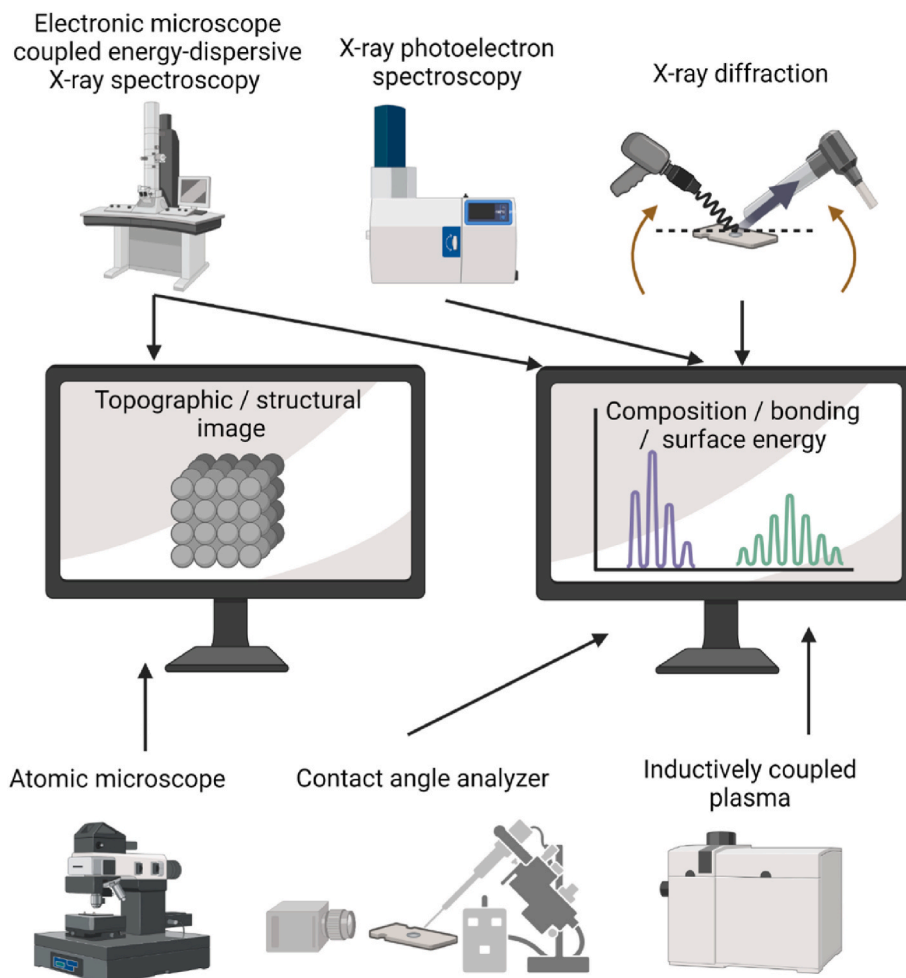 Electronic microscope
coupled energy-dispersive
X-ray spectroscopy
X-ray photoelectron
spectroscopy
X-ray diffraction
Topographic / structural
image
Composition / bonding
/ surface energy
Atomic microscope
Contact angle analyzer
Inductively coupled
plasma